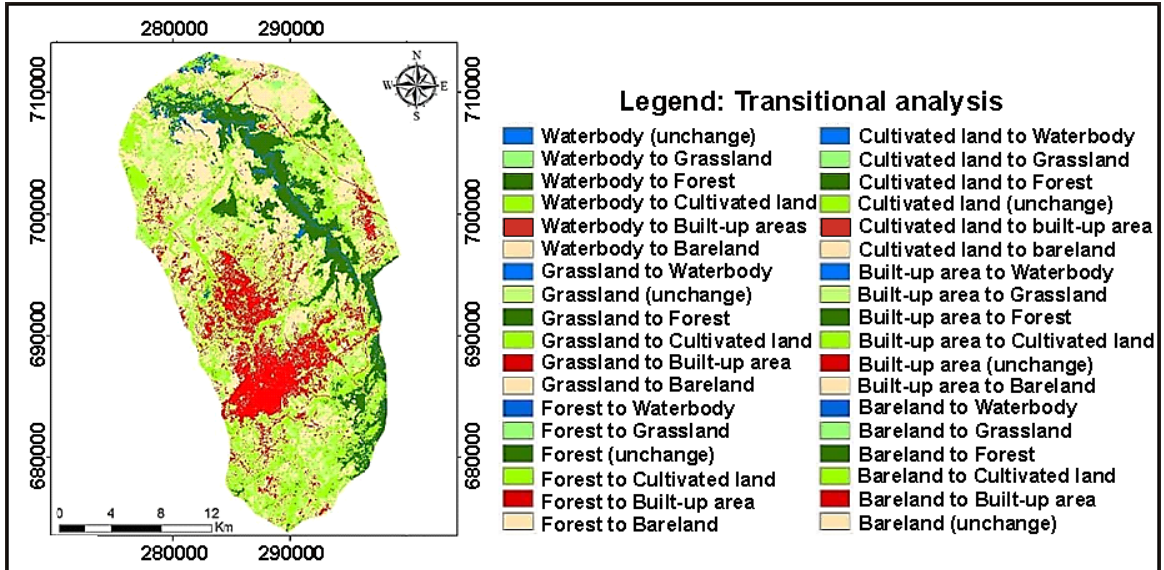 280000 290000
710000
700000
690000
680000
N
W E
S
710000
700000
690000
680000
0 4 8 12
Km
280000 290000
Legend: Transitional analysis
Waterbody (unchange)
Waterbody to Grassland
Waterbody to Forest
Waterbody to Cultivated land
Waterbody to Built-up areas
Waterbody to Bareland
Grassland to Waterbody
Grassland (unchange)
Grassland to Forest
Grassland to Cultivated land
Grassland to Built-up area
Grassland to Bareland
Forest to Waterbody
Forest to Grassland
Forest (unchange)
Forest to Cultivated land
Forest to Built-up area
Forest to Bareland
Cultivated land to Waterbody
Cultivated land to Grassland
Cultivated land to Forest
Cultivated land (unchange)
Cultivated land to built-up area
Cultivated land to bareland
Built-up area to Waterbody
Built-up area to Grassland
Built-up area to Forest
Built-up area to Cultivated land
Built-up area (unchange)
Built-up area to Bareland
Bareland to Waterbody
Bareland to Grassland
Bareland to Forest
Bareland to Cultivated land
Bareland to Built-up area
Bareland (unchange)